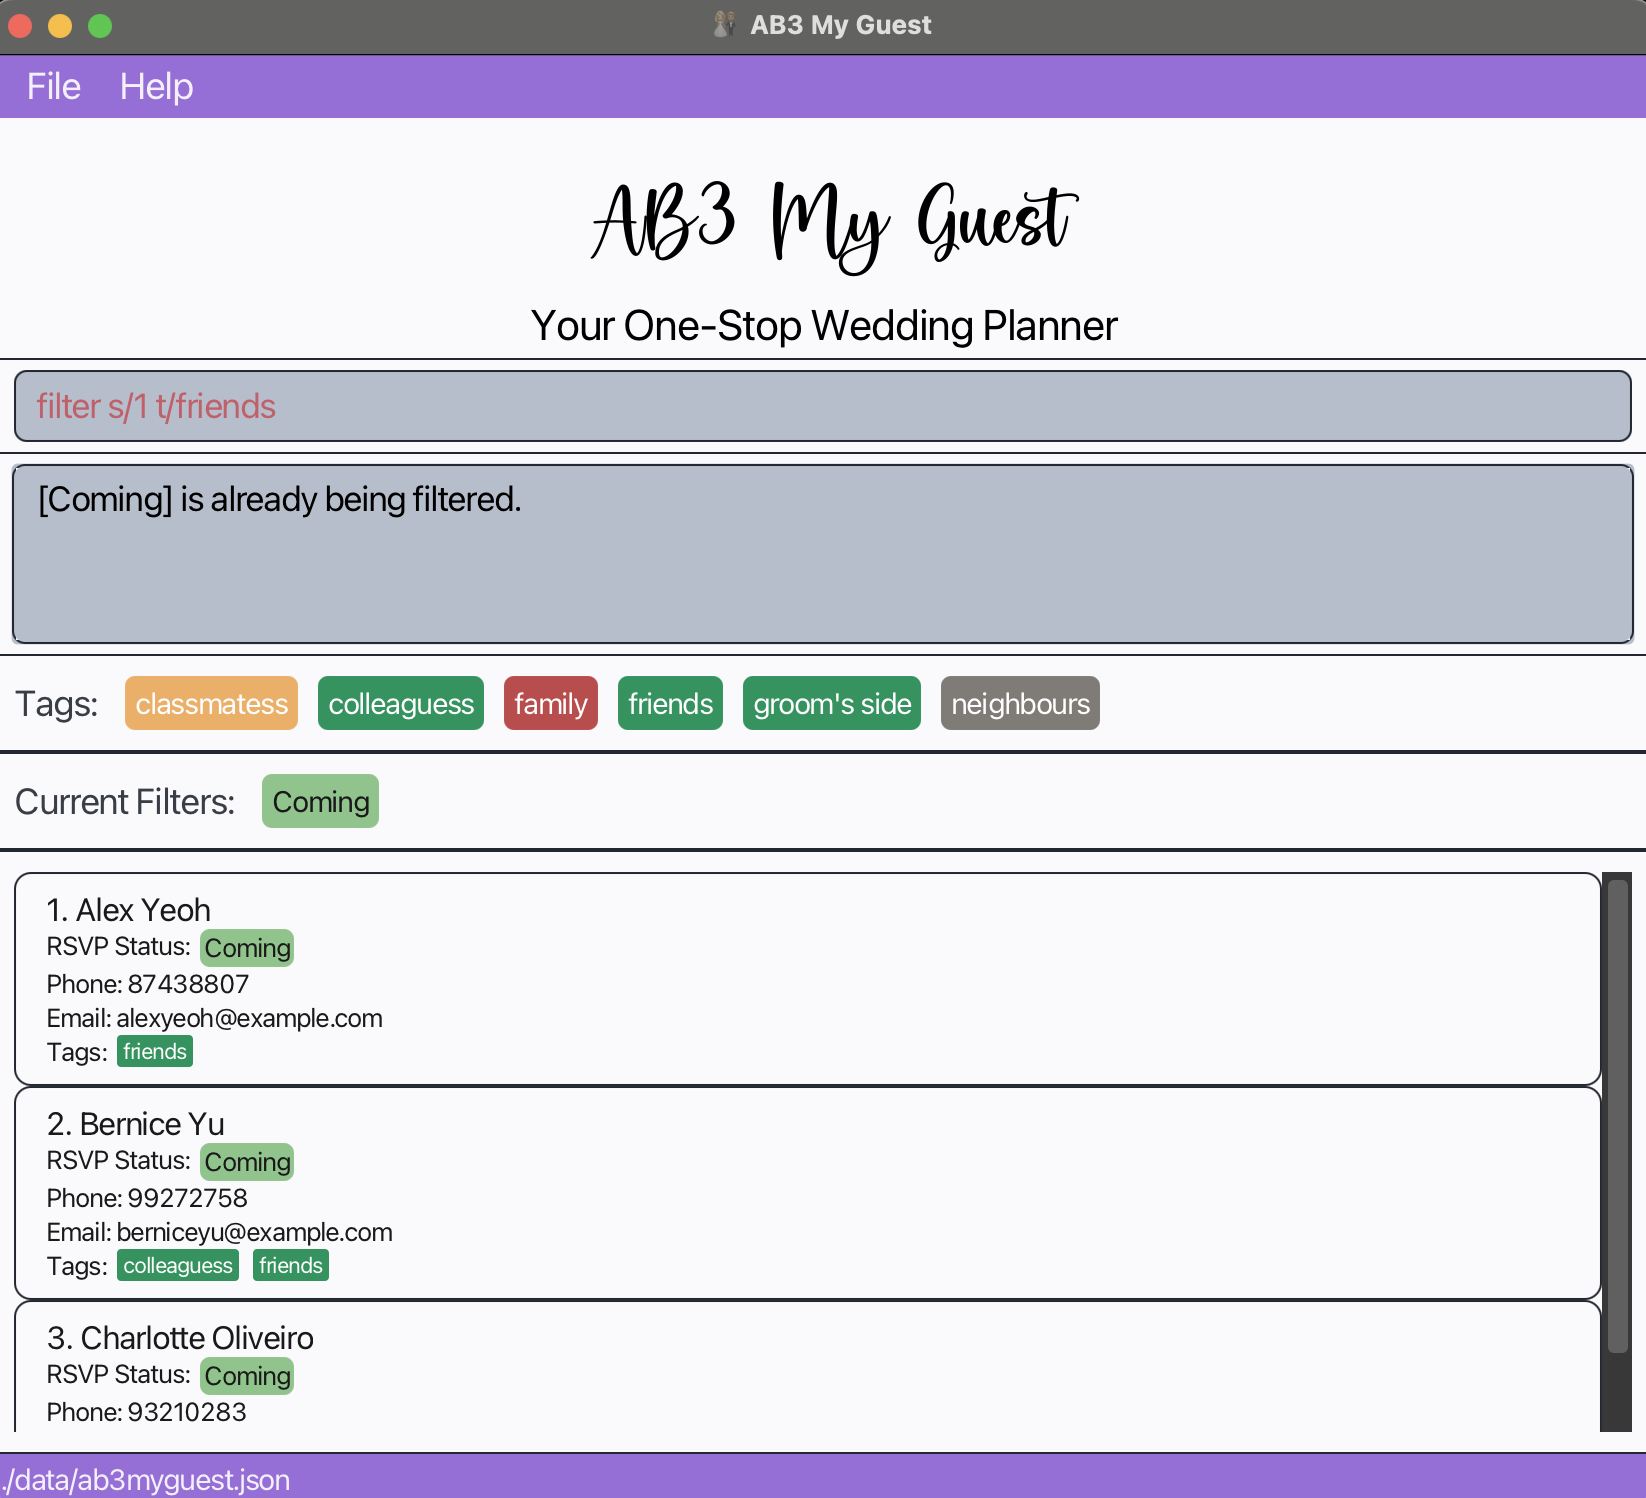 AB3 My Guest
File Help
AB3 My Guest
Your One-Stop Wedding Planner
filter s/1 t/friends
[Coming] is already being filtered.
Tags: classmatess colleaguess family friends groom's side neighbours
Current Filters: Coming
1. Alex Yeoh
RSVP Status: Coming
Phone: 87438807
Email: alexyeoh@example.com
Tags: friends
2. Bernice Yu
RSVP Status: Coming
Phone: 99272758
Email: berniceyu@example.com
Tags: colleaguess friends
3. Charlotte Oliveiro
RSVP Status: Coming
Phone: 93210283
./data/ab3myguest.json